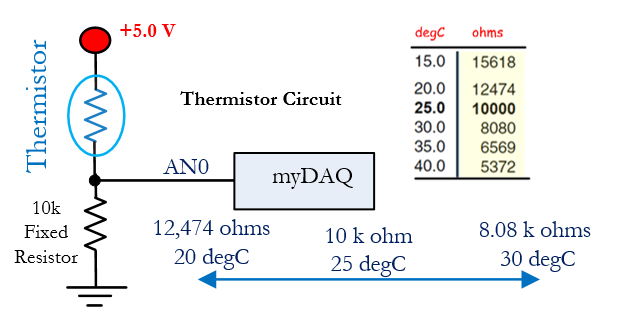 +5.0 V
Thermistor
Thermistor Circuit
degC ohms
15.0 15618
20.0 12474
25.0 10000
30.0 8080
35.0 6569
40.0 5372
AN0
myDAQ
10k
Fixed
Resistor
12,474 ohms
20 degC
10 k ohm
25 degC
8.08 k ohms
30 degC